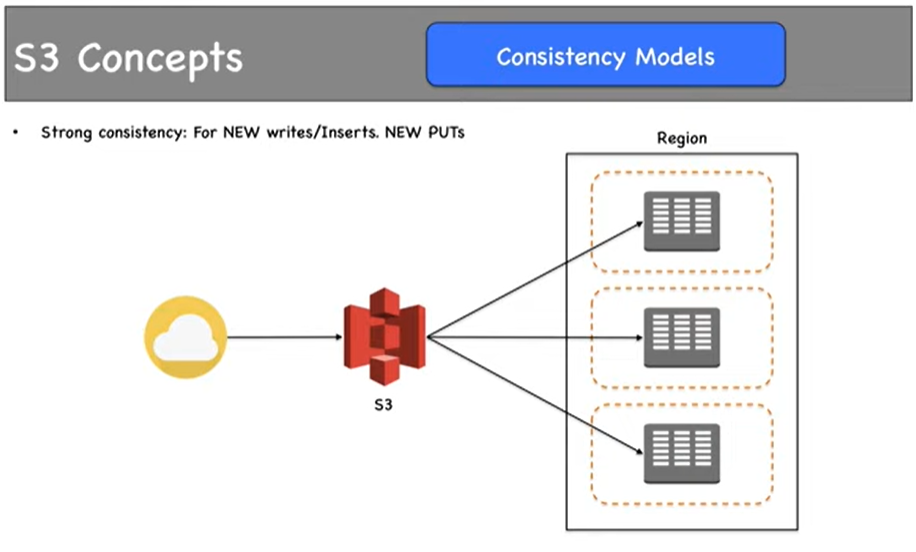 S3 Concepts
Consistency Models
• Strong consistency: For NEW writes/Inserts. NEW PUTs
Region
S3